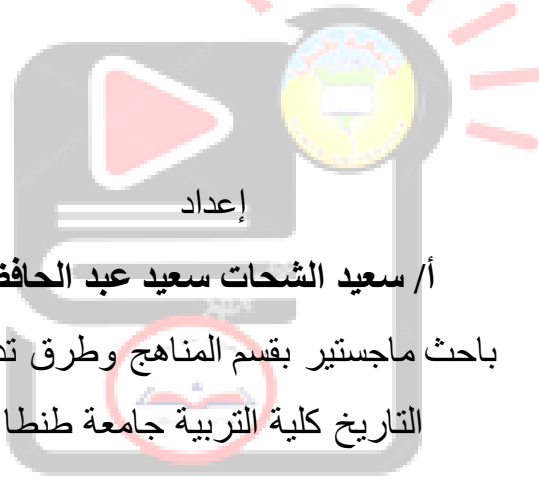 إعداد
أ/ سعيد الشحات سعيد عبد الحافظ
باحث ماجستير بقسم المناهج وطرق
التاريخ كلية التربية جامعة طنطا